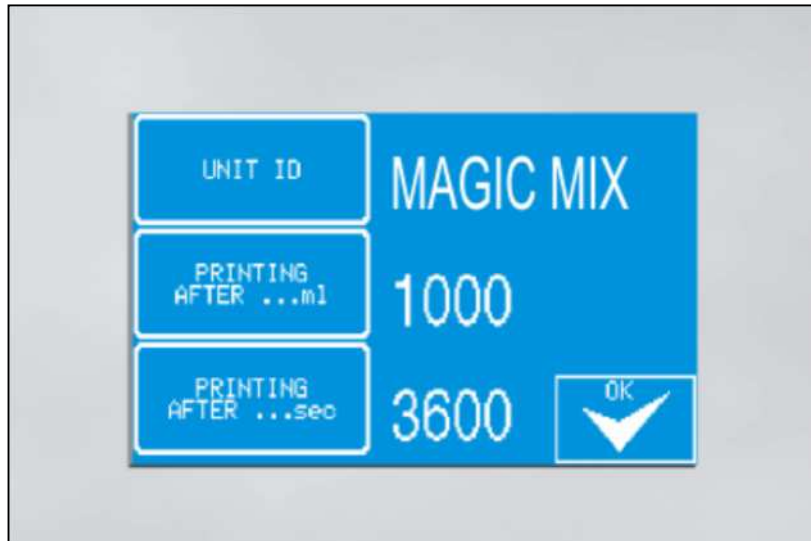 UNIT ID
MAGIC MIX
PRINTING
AFTER ...ml
1000
PRINTING
AFTER ...sec
3600
OK